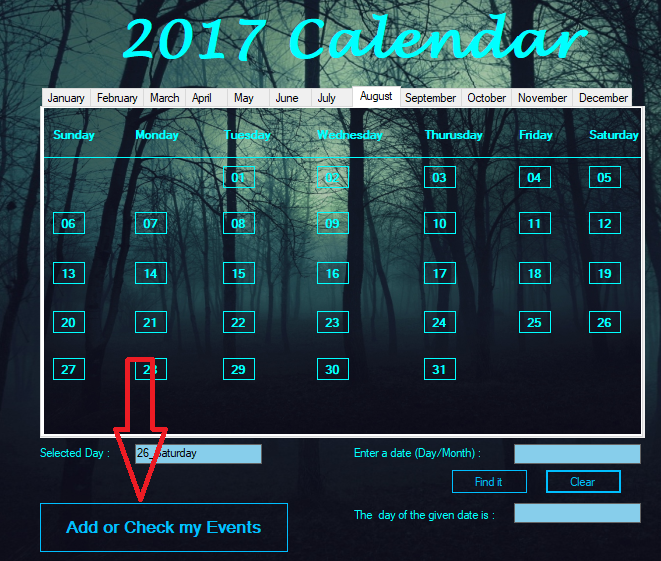 2017 Calendar
January February March April May June July August September October November December
Sunday Monday Tuesday Wednesday Thurusday Friday Saturday
01 02 03 04 05
06 07 08 09 10 11 12
13 14 15 16 17 18 19
20 21 22 23 24 25 26
27 28 29 30 31
Selected Day : 26_Saturday Enter a date (Day/Month) :
Find it Clear
Add or Check my Events The day of the given date is :